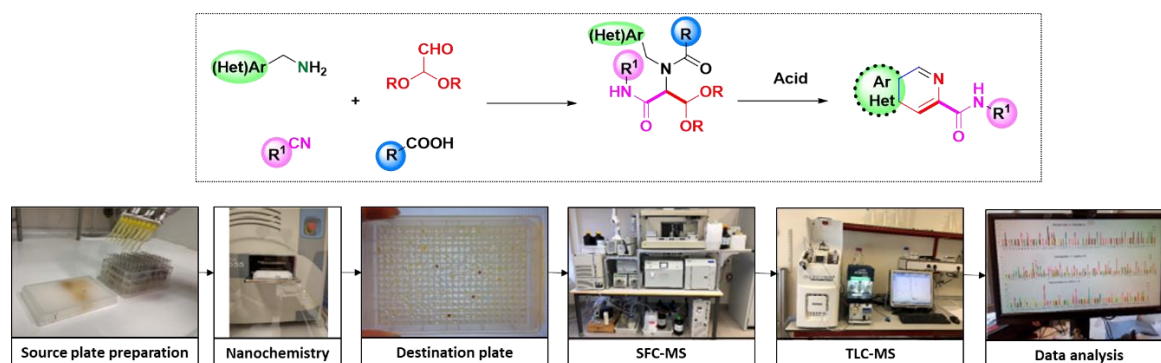 (Het)Ar
NH2
CHO
RO OR
+
R1 CN
R COOH
(Het)Ar
R
R1
N
O
HN
O
OR
OR
Acid
Ar
Het
N
H
N
R1
O
Source plate preparation
Nanochemistry
Destination plate
SFC-MS
TLC-MS
Data analysis